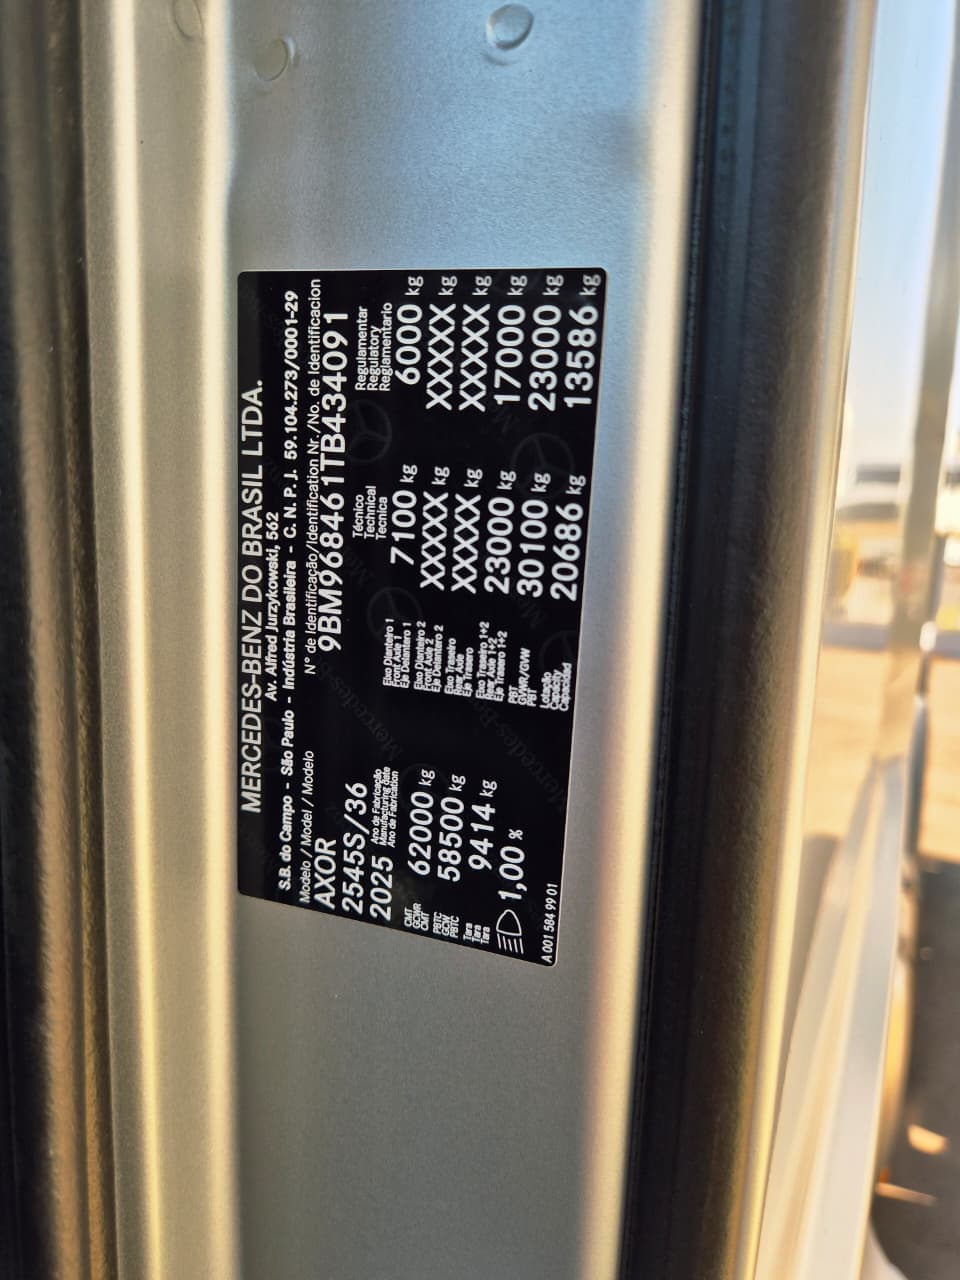 MERCEDES-BENZ DO BRASIL LTDA.
Av. Alfred Jurzykowski, 562
S.B. do Campo - São Paulo - Indústria Brasileira - C. N. P. J. 59.104.273/0001-29
Modelo / Model / Modelo N° de Identificação/Identification Nr./No. de Identificacion
AXOR 9BM968461TB434091
2545S/36
2025 Ano de Fabricação
Manufacturing date
Ano de Fabrication
Técnico Regulamentar
Technical Regulatory
Tecnica Reglamentario
CMT
GCWR
CMT
62000 kg
PBTC
GCW
PBTC
58500 kg
Tara
Tara
Tara
9414 kg
1,00 %
A 001 584 99 01
Eixo Dianteiro 1
Front Axle 1
Eje Delantero 1
7100 kg 6000 kg
Eixo Dianteiro 2
Front Axle 2
Eje Delantero 2
XXXXX kg XXXXX kg
Eixo Traseiro
Rear Axle
Eje Trasero
XXXXX kg XXXXX kg
Eixo Traseiro 1+2
Rear Axle 1+2
Eje Trasero 1+2
23000 kg 17000 kg
PBT
GVWR/GVW
PBT
30100 kg 23000 kg
Lotação
Capacity
Capacidad
20686 kg 13586 kg